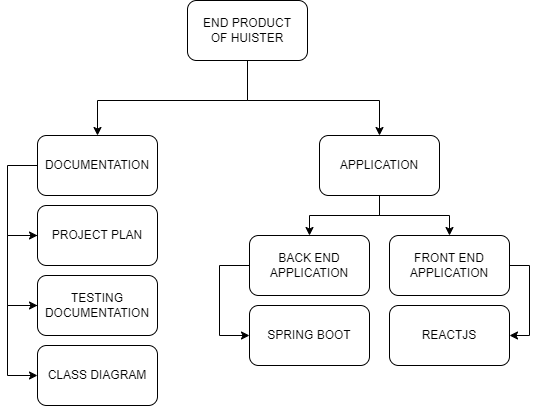 END PRODUCT
OF HUISTER
DOCUMENTATION
APPLICATION
PROJECT PLAN
BACK END
APPLICATION
FRONT END
APPLICATION
TESTING
DOCUMENTATION
SPRING BOOT
REACTJS
CLASS DIAGRAM